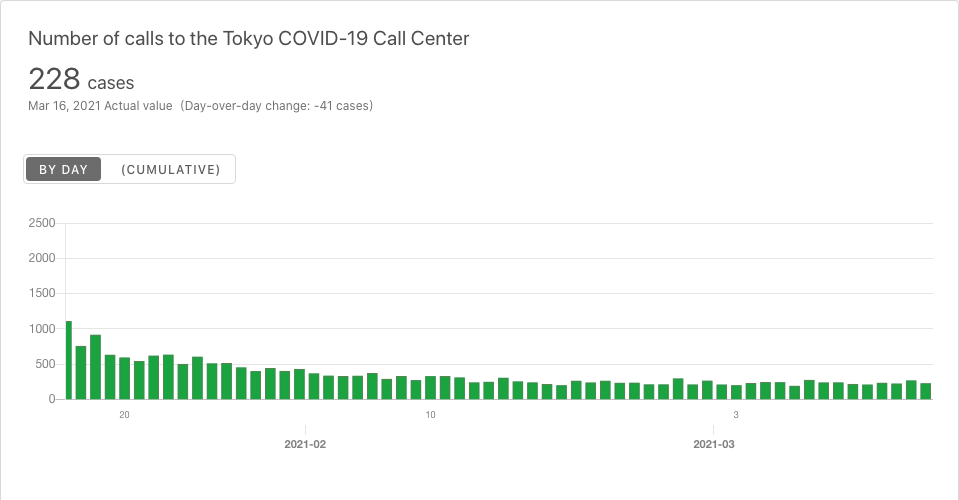 Number of calls to the Tokyo COVID-19 Call Center
228 cases
Mar 16, 2021 Actual value (Day-over-day change: -41 cases)
BY DAY (CUMULATIVE)
2500
2000
1500
1000
500
0
20 10 3
2021-02 2021-03